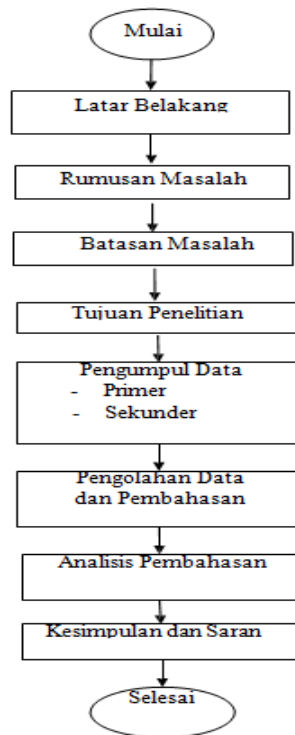 Mulai
Latar Belakang
Rumusan Masalah
Batasan Masalah
Tujuan Penelitian
Pengumpul Data
- Primer
- Sekunder
Pengolahan Data
dan Pembahasan
Analisis Pembahasan
Kesimpulan dan Saran
Selesai